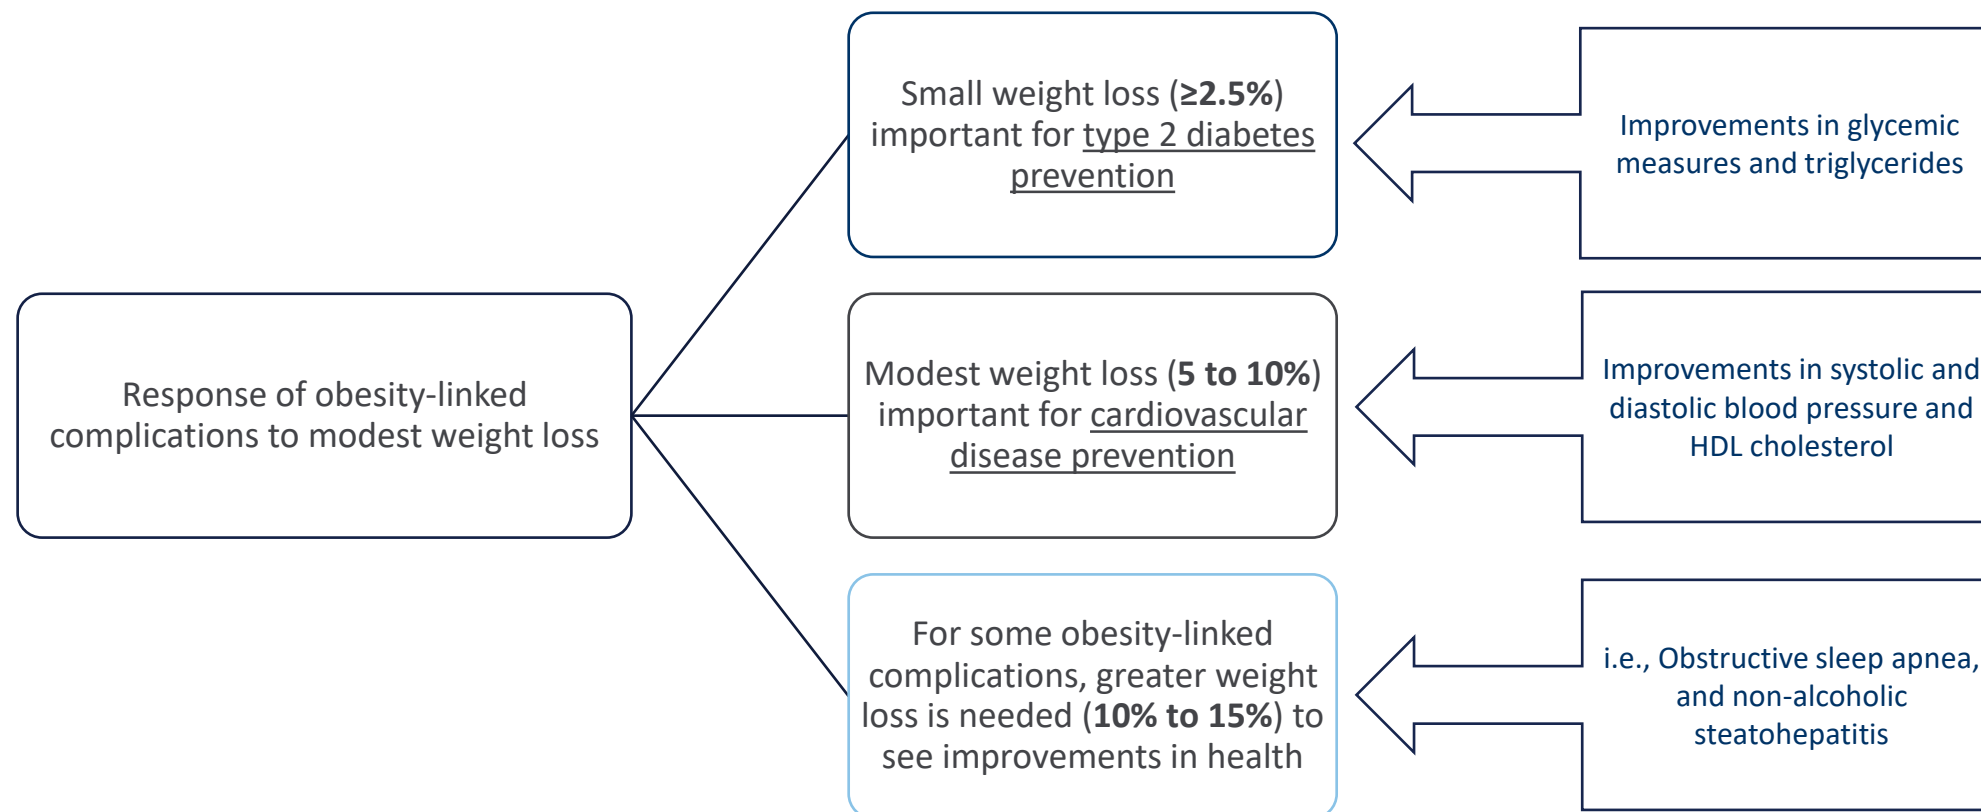 Response of obesity-linked
complications to modest weight loss
Small weight loss (≥2.5%)
important for type 2 diabetes
prevention
Improvements in glycemic
measures and triglycerides
Modest weight loss (5 to 10%)
important for cardiovascular
disease prevention
Improvements in systolic and
diastolic blood pressure and
HDL cholesterol
For some obesity-linked
complications, greater weight
loss is needed (10% to 15%) to
see improvements in health
i.e., Obstructive sleep apnea,
and non-alcoholic
steatohepatitis